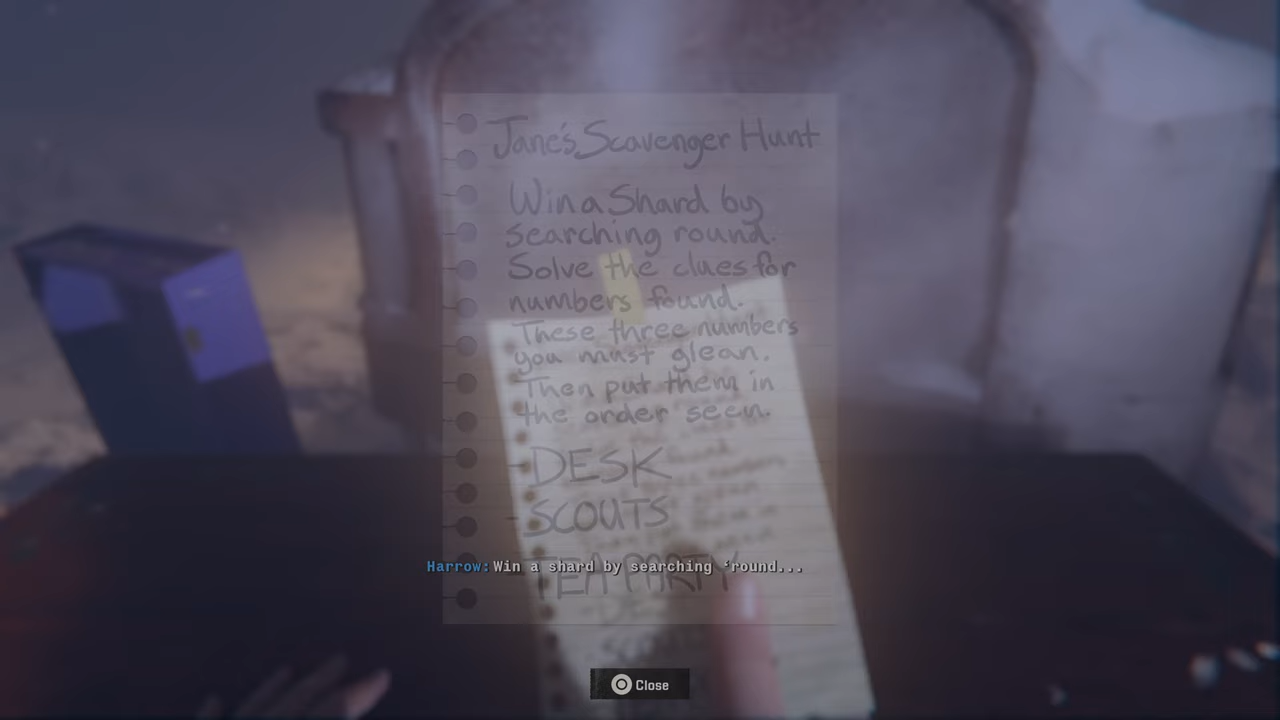 Jane's Scavenger Hunt
Win a Shard by
searching round.
Solve the clues for
numbers found.
These three numbers
you must glean.
Then put them in
the order seen.
DESK
SCOUTS
TEA PARTY
Harrow: Win a shard by searching ‘round...
Close